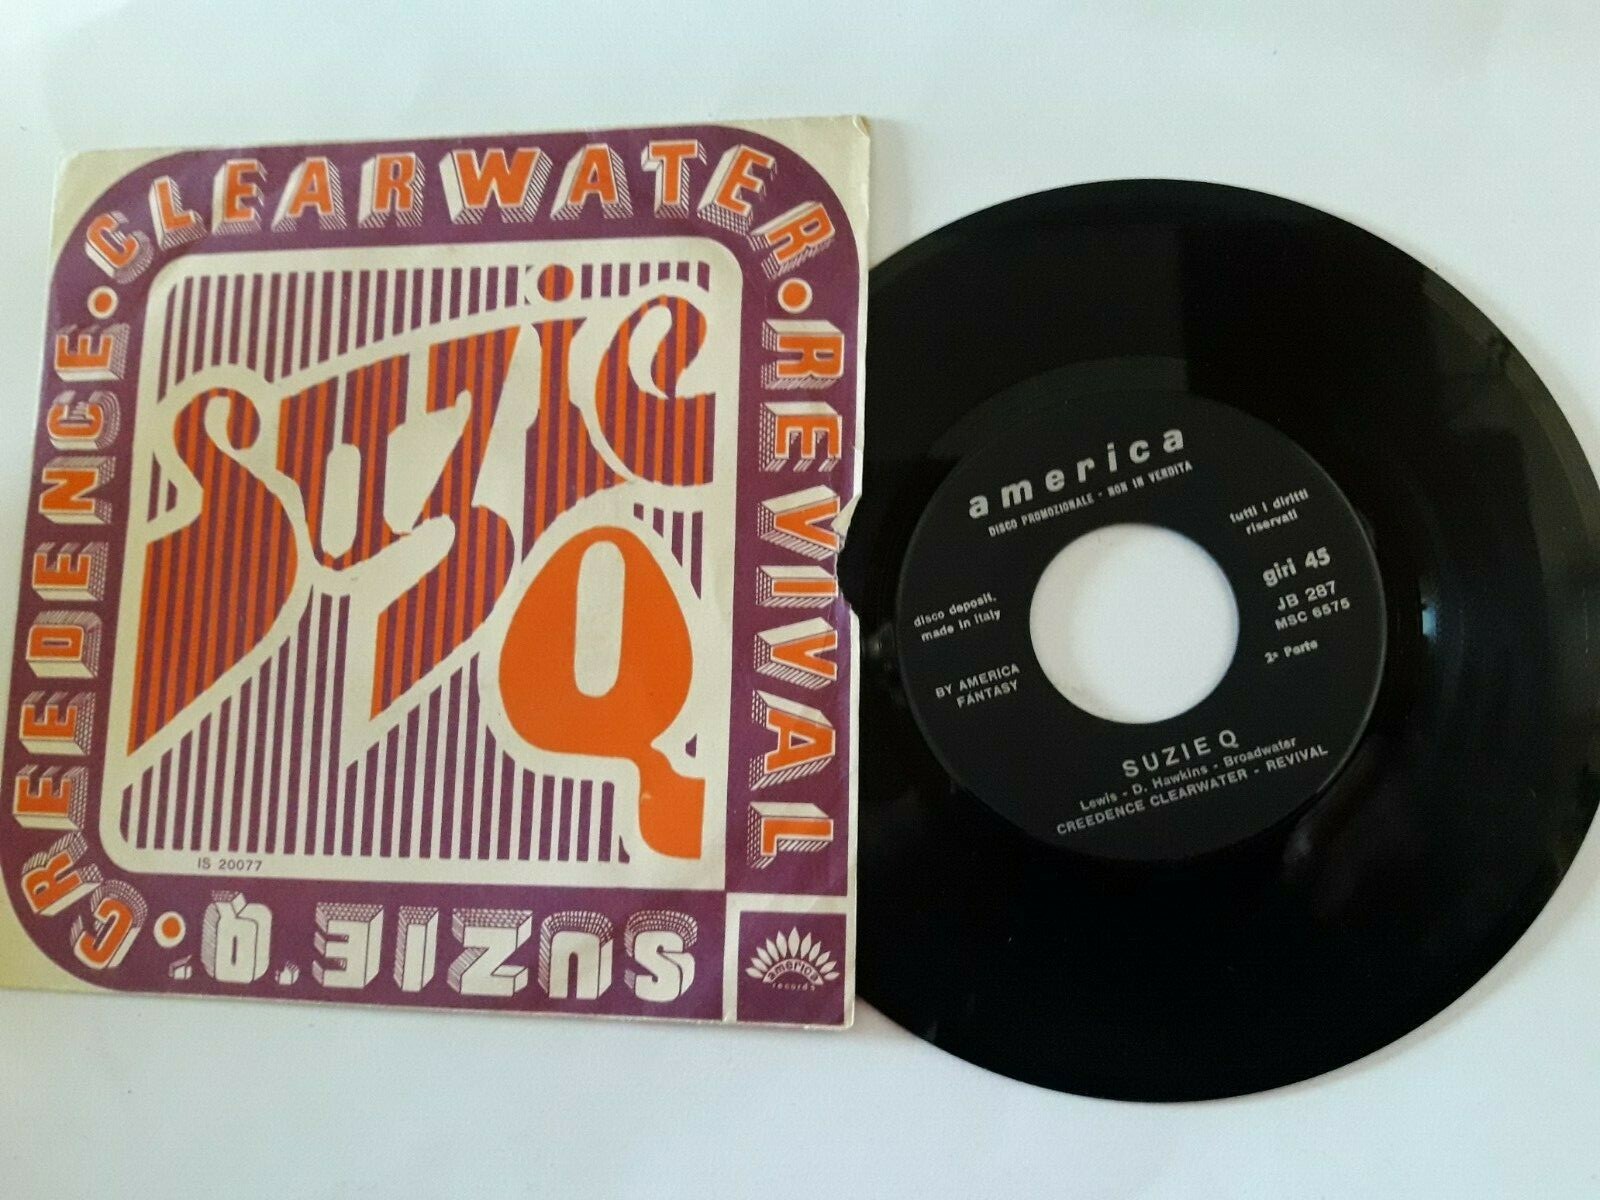 CREEDENCE • CLEARWATER • REVIVAL
SUZIE "Q" •
SUZIE
Q
IS 20077
america
records
america
DISCO PROMOZIONALE - NON IN VENDITA
tutti i diritti
riservati
giri 45
JB 287
MSC 6575
2ª Parte
disco deposit.
made in Italy
BY AMERICA
FANTASY
SUZIE Q
Lewis - D. Hawkins - Broadwater
CREEDENCE CLEARWATER - REVIVAL